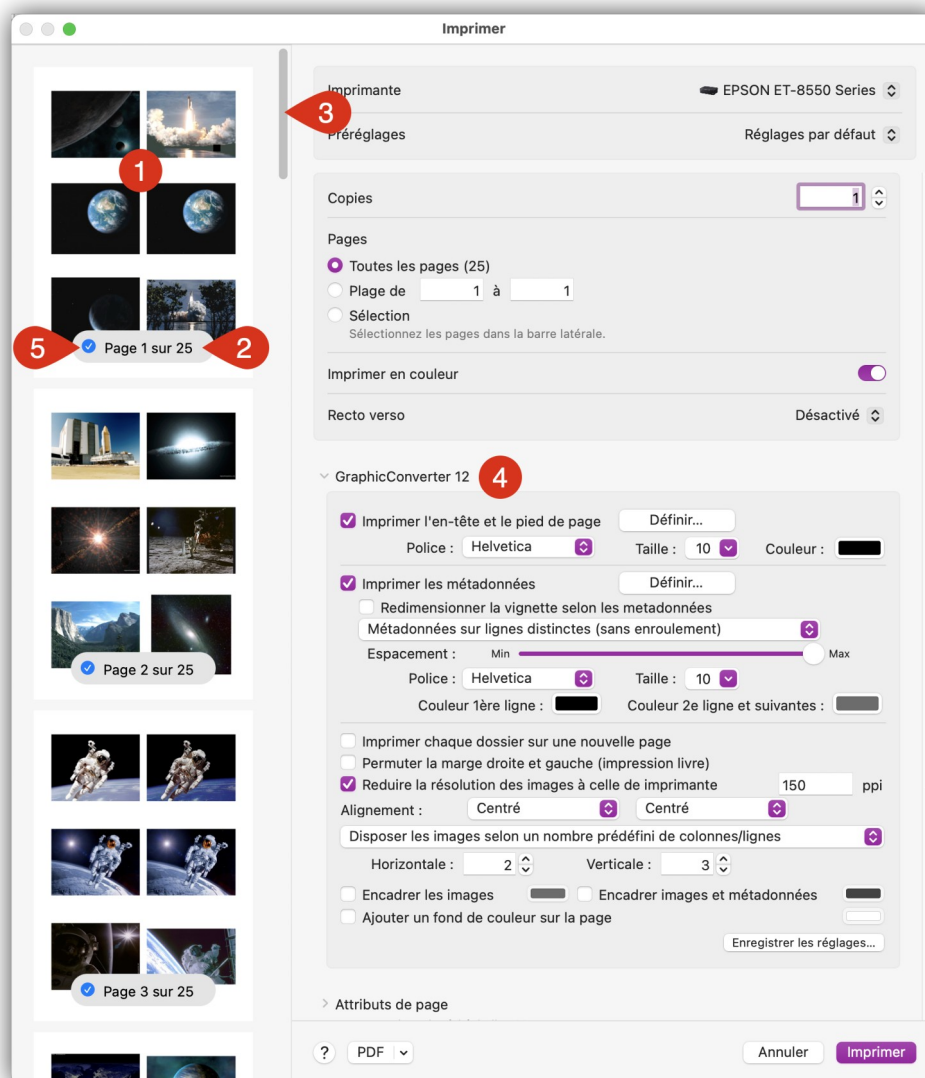 Imprimer
Imprimante
EPSON ET-8550 Series
3
Préréglages
Réglages par défaut
1
Copies
1
Pages
Toutes les pages (25)
Plage de 1 à 1
Sélection
Sélectionnez les pages dans la barre latérale.
5
Page 1 sur 25
2
Imprimer en couleur
Recto verso
Désactivé
GraphicConverter 12
4
Imprimer l'en-tête et le pied de page
Définir...
Police : Helvetica Taille : 10 Couleur :
Imprimer les métadonnées
Définir...
Redimensionner la vignette selon les metadonnées
Métadonnées sur lignes distinctes (sans enroulement)
Espacement : Min Max
Page 2 sur 25
Police : Helvetica Taille : 10
Couleur 1ère ligne : Couleur 2e ligne et suivantes :
Imprimer chaque dossier sur une nouvelle page
Permuter la marge droite et gauche (impression livre)
Reduire la résolution des images à celle de imprimante 150 ppi
Alignement : Centré Centré
Disposer les images selon un nombre prédéfini de colonnes/lignes
Horizontale : 2 Verticale : 3
Encadrer les images
Encadrer images et métadonnées
Ajouter un fond de couleur sur la page
Enregistrer les réglages...
Page 3 sur 25
Attributs de page
? PDF
Annuler
Imprimer